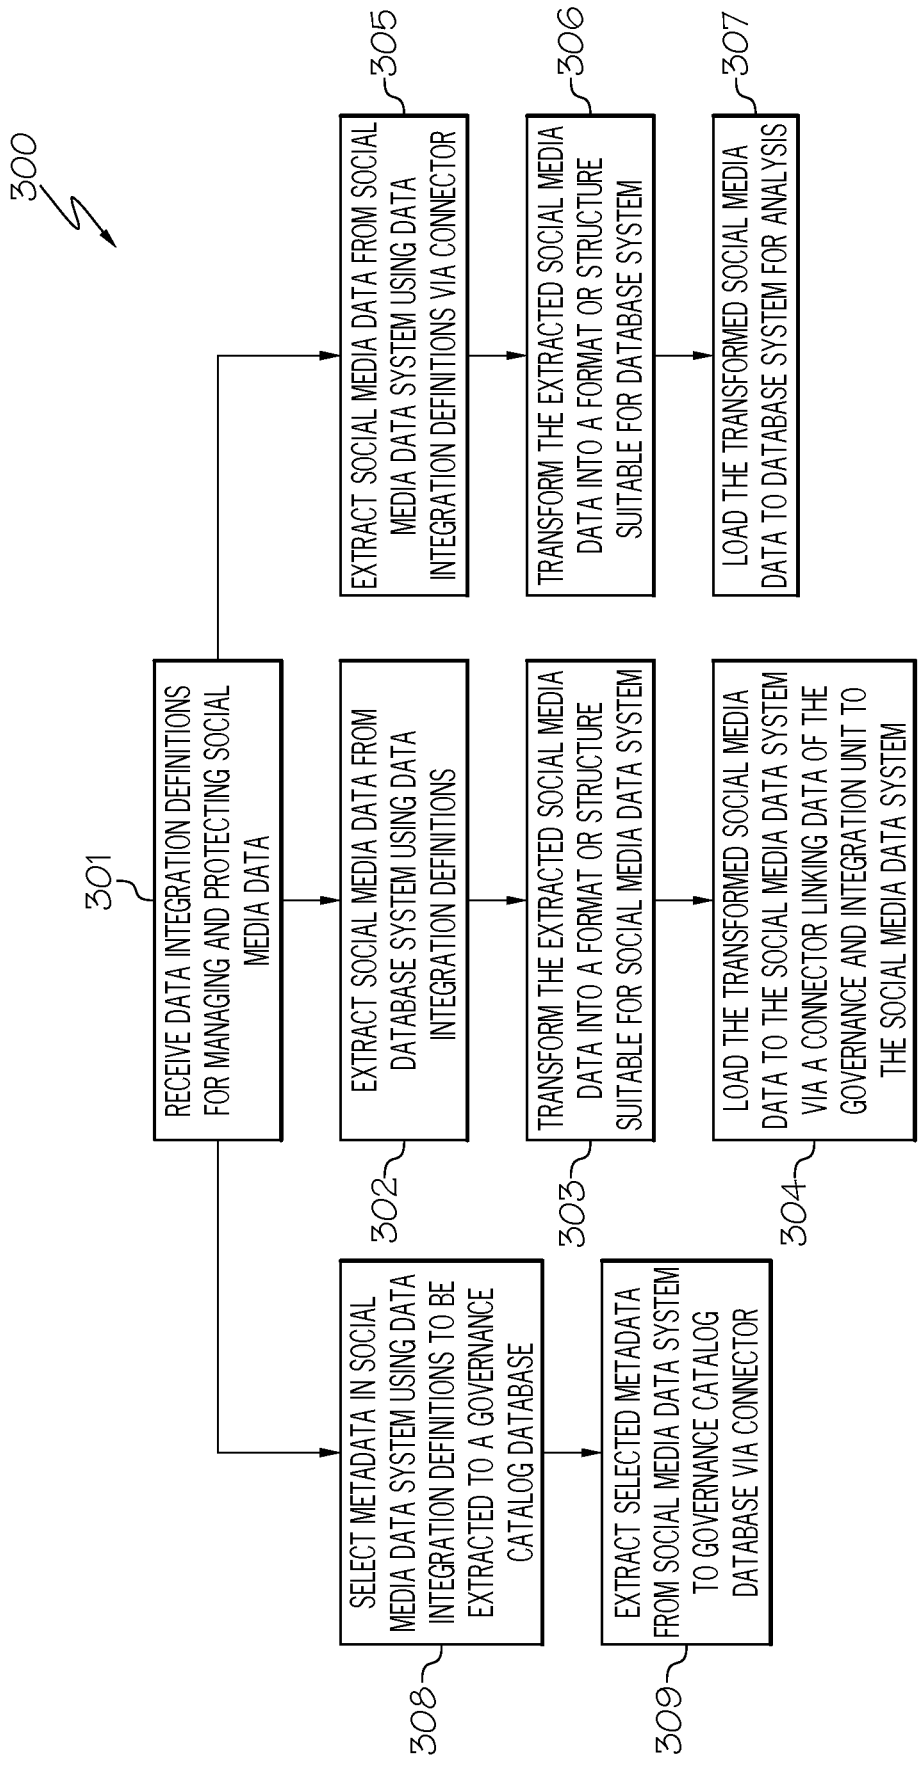 300
301
RECEIVE DATA INTEGRATION DEFINITIONS
FOR MANAGING AND PROTECTING SOCIAL
MEDIA DATA
308
SELECT METADATA IN SOCIAL
MEDIA DATA SYSTEM USING DATA
INTEGRATION DEFINITIONS TO BE
EXTRACTED TO A GOVERNANCE
CATALOG DATABASE
309
EXTRACT SELECTED METADATA
FROM SOCIAL MEDIA DATA SYSTEM
TO GOVERNANCE CATALOG
DATABASE VIA CONNECTOR
302
EXTRACT SOCIAL MEDIA DATA FROM
DATABASE SYSTEM USING DATA
INTEGRATION DEFINITIONS
303
TRANSFORM THE EXTRACTED SOCIAL MEDIA
DATA INTO A FORMAT OR STRUCTURE
SUITABLE FOR SOCIAL MEDIA DATA SYSTEM
304
LOAD THE TRANSFORMED SOCIAL MEDIA
DATA TO THE SOCIAL MEDIA DATA SYSTEM
VIA A CONNECTOR LINKING DATA OF THE
GOVERNANCE AND INTEGRATION UNIT TO
THE SOCIAL MEDIA DATA SYSTEM
305
EXTRACT SOCIAL MEDIA DATA FROM SOCIAL
MEDIA DATA SYSTEM USING DATA
INTEGRATION DEFINITIONS VIA CONNECTOR
306
TRANSFORM THE EXTRACTED SOCIAL MEDIA
DATA INTO A FORMAT OR STRUCTURE
SUITABLE FOR DATABASE SYSTEM
307
LOAD THE TRANSFORMED SOCIAL MEDIA
DATA TO DATABASE SYSTEM FOR ANALYSIS